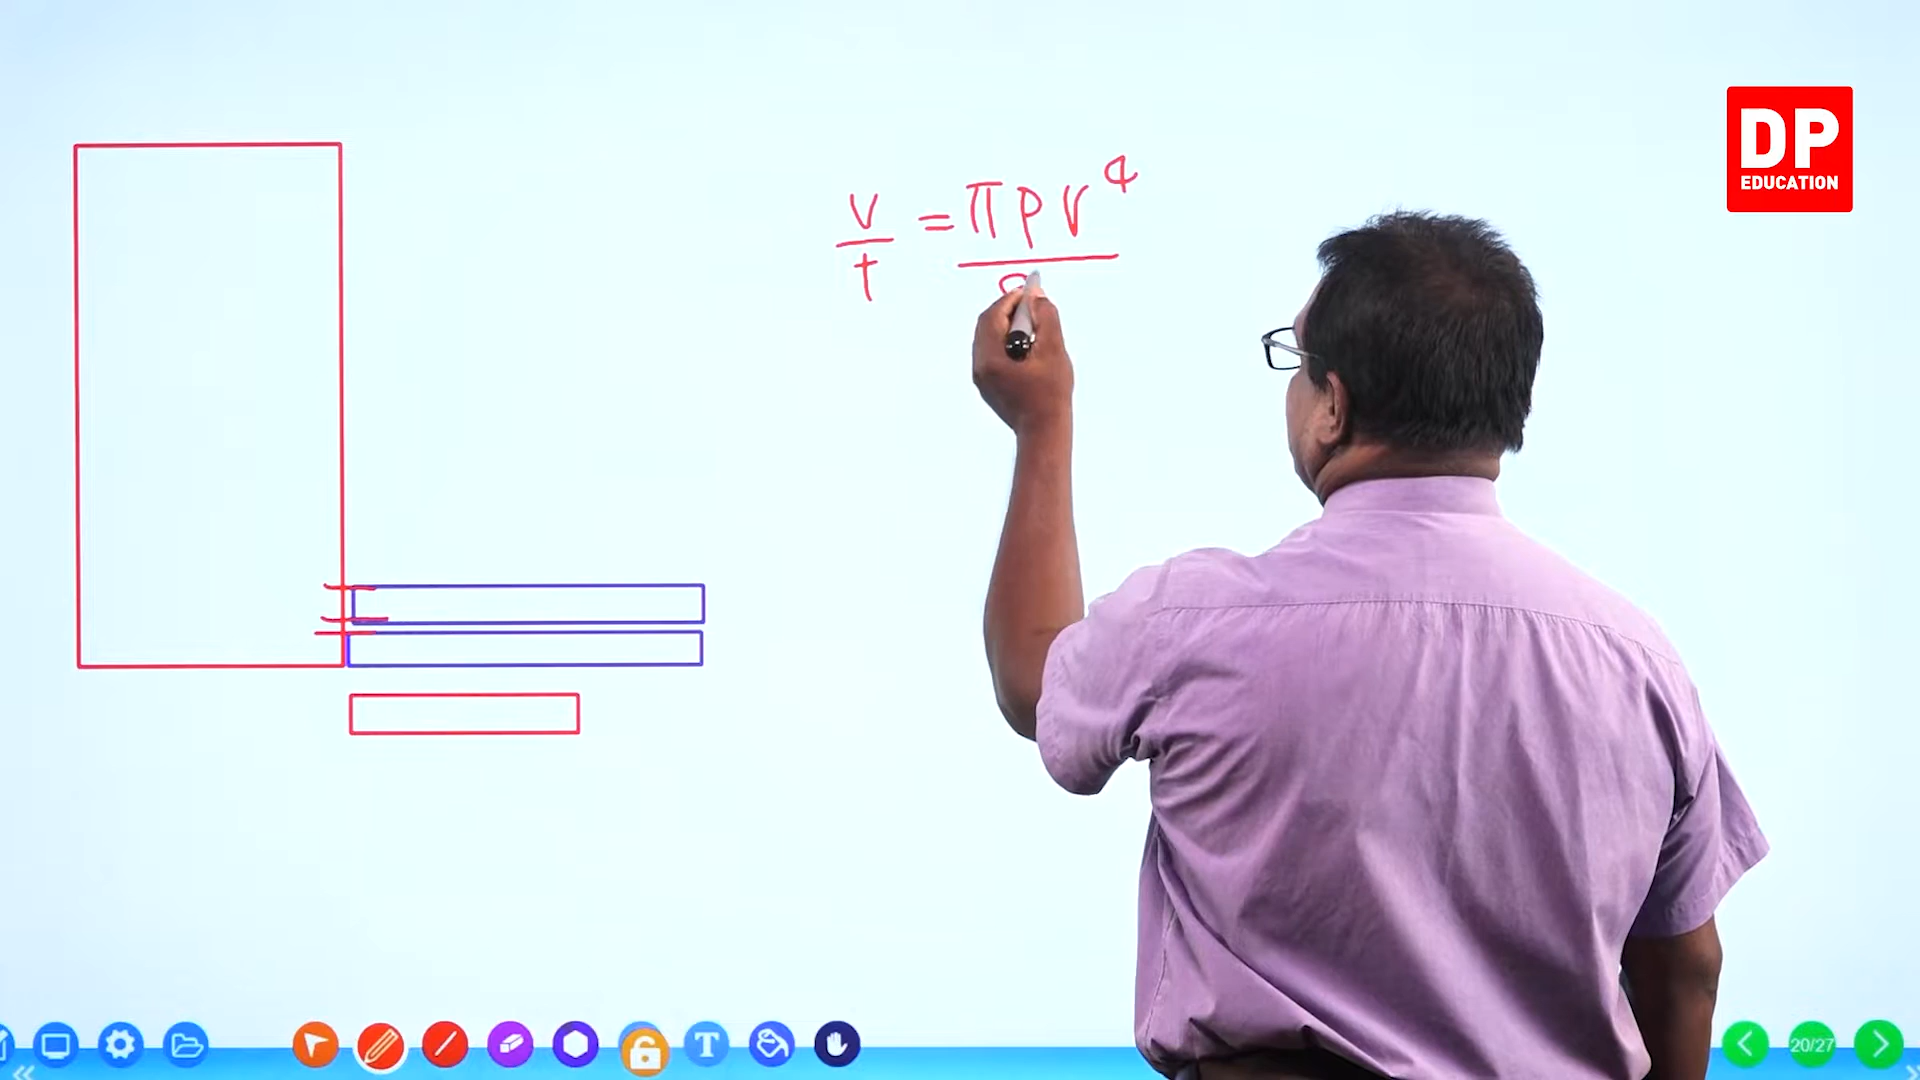 DP
EDUCATION
V/t = πPr⁴
20/27